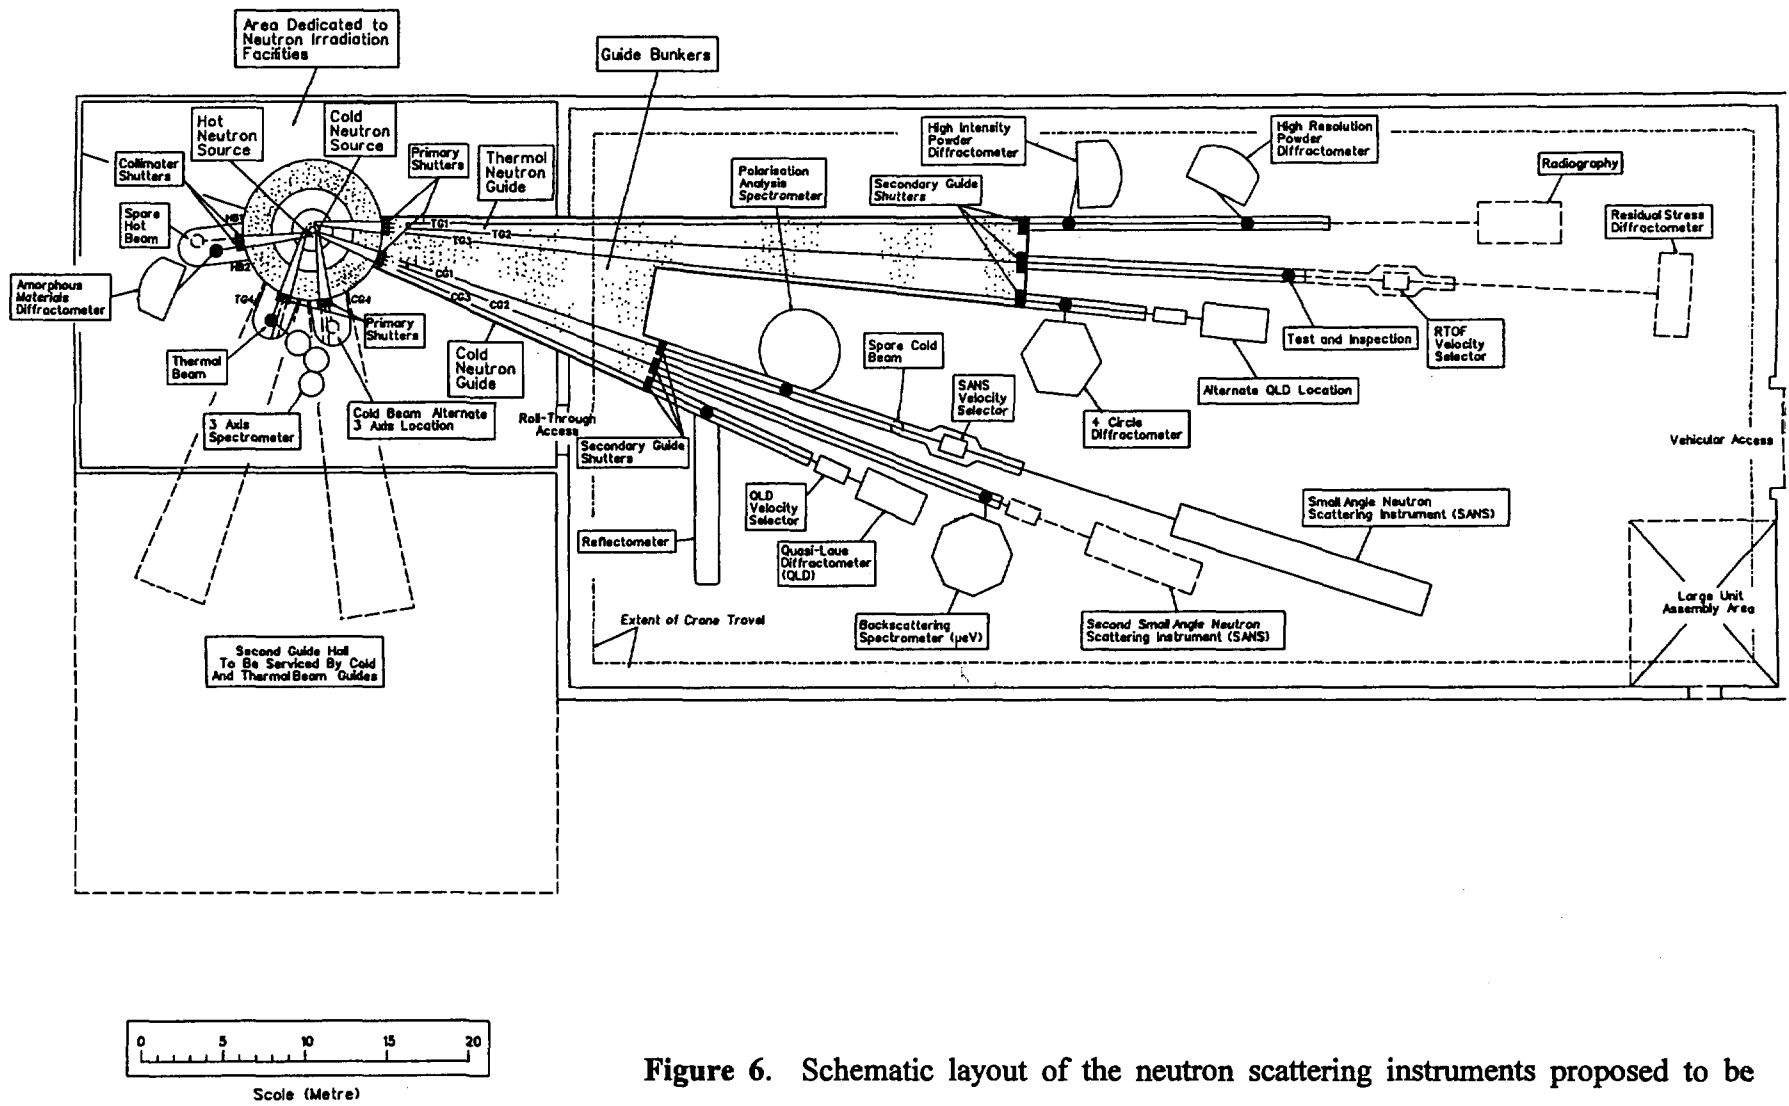 Area Dedicated to
Neutron Irradiation
Facilities
Guide Bunkers
Hot
Neutron
Source
Cold
Neutron
Source
Collimater
Shutters
Primary
Shutters
Thermal
Neutron
Guide
Polarisation
Analysis
Spectrometer
Secondary Guide
Shutters
High Intensity
Powder
Diffractometer
High Resolution
Powder
Diffractometer
Radiography
Residual Stress
Diffractometer
Spare
Hot
Beam
HB1
HB2
TG1
TG2
TG3
CG1
CG2
CG3
TG4
CG4
Amorphous
Materials
Diffractometer
Primary
Shutters
Thermal
Beam
Cold
Neutron
Guide
3 Axis
Spectrometer
Cold Beam Alternate
3 Axis Location
Roll-Through
Access
Secondary Guide
Shutters
Spare Cold
Beam
SANS
Velocity
Selector
4 Circle
Diffractometer
Alternate QLD Location
Test and Inspection
RTOF
Velocity
Selector
Vehicular Access
QLD
Velocity
Selector
Reflectometer
Quasi-Laue
Diffractometer
(QLD)
Small Angle Neutron
Scattering Instrument (SANS)
Backscattering
Spectrometer (µeV)
Second Small Angle Neutron
Scattering Instrument (SANS)
Large Unit
Assembly Area
Extent of Crane Travel
Second Guide Hall
To Be Serviced By Cold
And Thermal Beam Guides
0 5 10 15 20
Scale (Metre)
Figure 6. Schematic layout of the neutron scattering instruments proposed to be